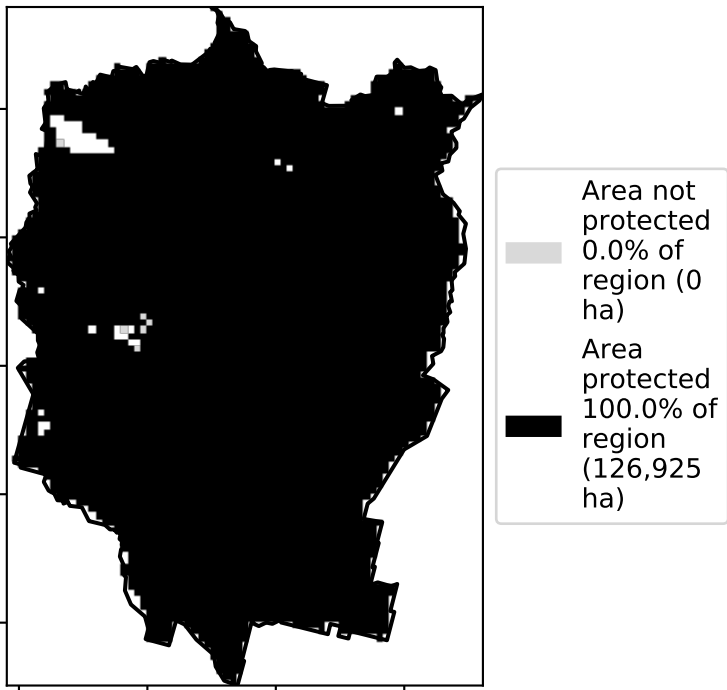 Area not
protected
0.0% of
region (0
ha)
Area
protected
100.0% of
region
(126,925
ha)